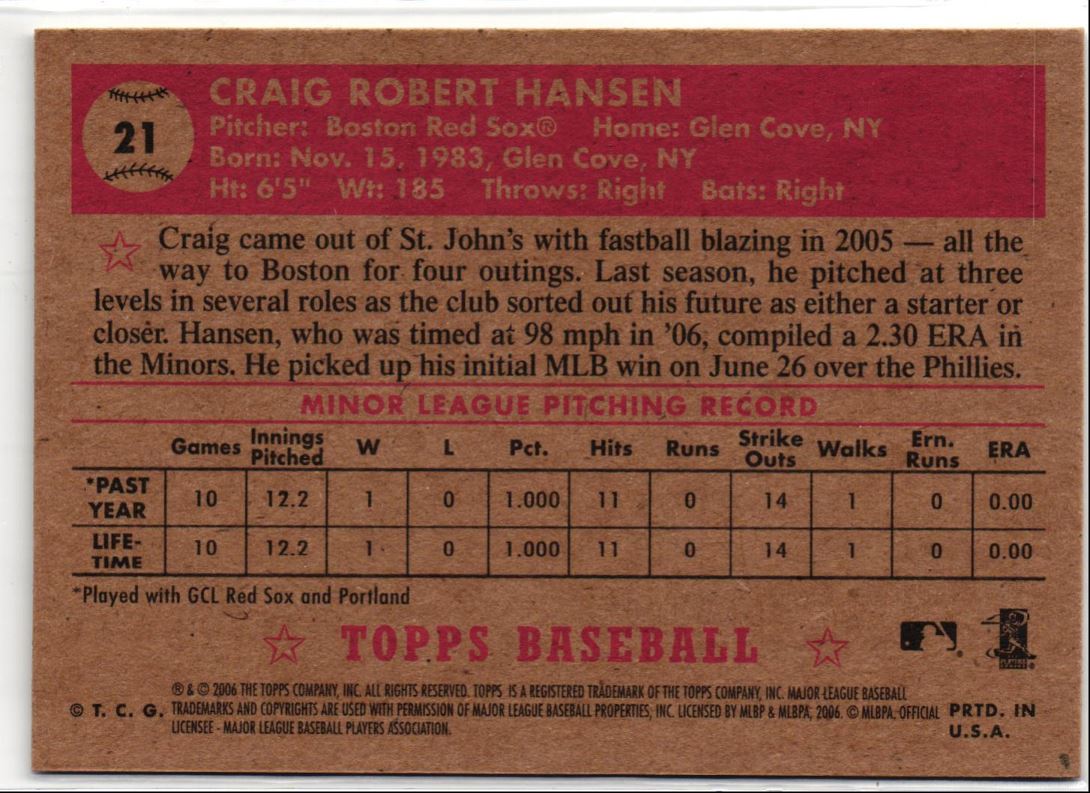 21
CRAIG ROBERT HANSEN
Pitcher: Boston Red Sox® Home: Glen Cove, NY
Born: Nov. 15, 1983, Glen Cove, NY
Ht: 6'5" Wt: 185 Throws: Right Bats: Right
Craig came out of St. John's with fastball blazing in 2005 — all the
way to Boston for four outings. Last season, he pitched at three
levels in several roles as the club sorted out his future as either a starter or
closer. Hansen, who was timed at 98 mph in '06, compiled a 2.30 ERA in
the Minors. He picked up his initial MLB win on June 26 over the Phillies.
MINOR LEAGUE PITCHING RECORD
Games Innings Pitched W L Pct. Hits Runs Strike Outs Walks Ern. Runs ERA
*PAST YEAR 10 12.2 1 0 1.000 11 0 14 1 0 0.00
LIFE-TIME 10 12.2 1 0 1.000 11 0 14 1 0 0.00
*Played with GCL Red Sox and Portland
TOPPS BASEBALL
® & © 2006 THE TOPPS COMPANY, INC. ALL RIGHTS RESERVED. TOPPS IS A REGISTERED TRADEMARK OF THE TOPPS COMPANY, INC. MAJOR LEAGUE BASEBALL
© T. C. G. TRADEMARKS AND COPYRIGHTS ARE USED WITH PERMISSION OF MAJOR LEAGUE BASEBALL PROPERTIES, INC. LICENSED BY MLBP & MLBPA, 2006. © MLBPA, OFFICIAL PRTD. IN
LICENSEE - MAJOR LEAGUE BASEBALL PLAYERS ASSOCIATION. U.S.A.